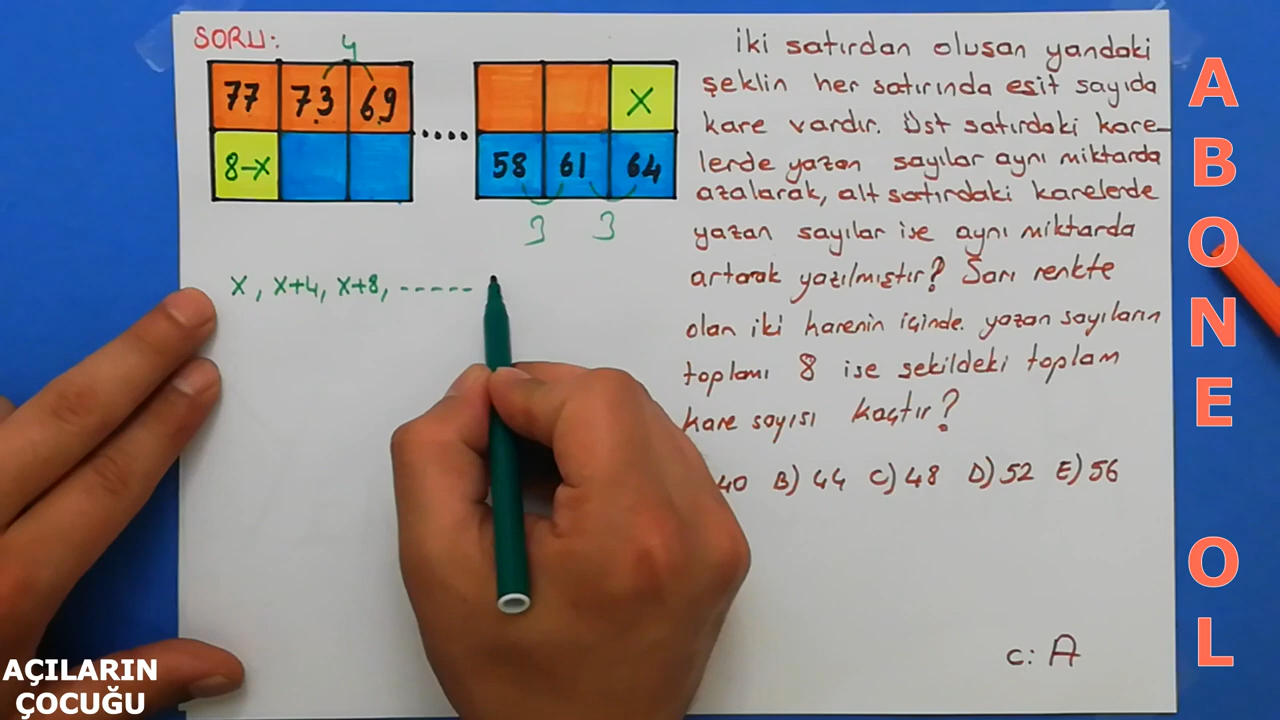 SORU:
4
77 73 69 X
....
8-X 58 61 64
3 3
X, X+4, X+8, -----
İki satırdan oluşan yandaki
şeklin her satırında eşit sayıda
kare vardır. Üst satırdaki kare-
lerde yazan sayılar aynı miktarda
azalarak, alt satırdaki karelerde
yazan sayılar ise aynı miktarda
artarak yazılmıştır? Sarı renkte
olan iki karenin içinde yazan sayıların
toplamı 8 ise şekildeki toplam
kare sayısı kaçtır?
40 B) 44 C) 48 D) 52 E) 56
C: A
ABONE OL
AÇILARIN
ÇOCUĞU